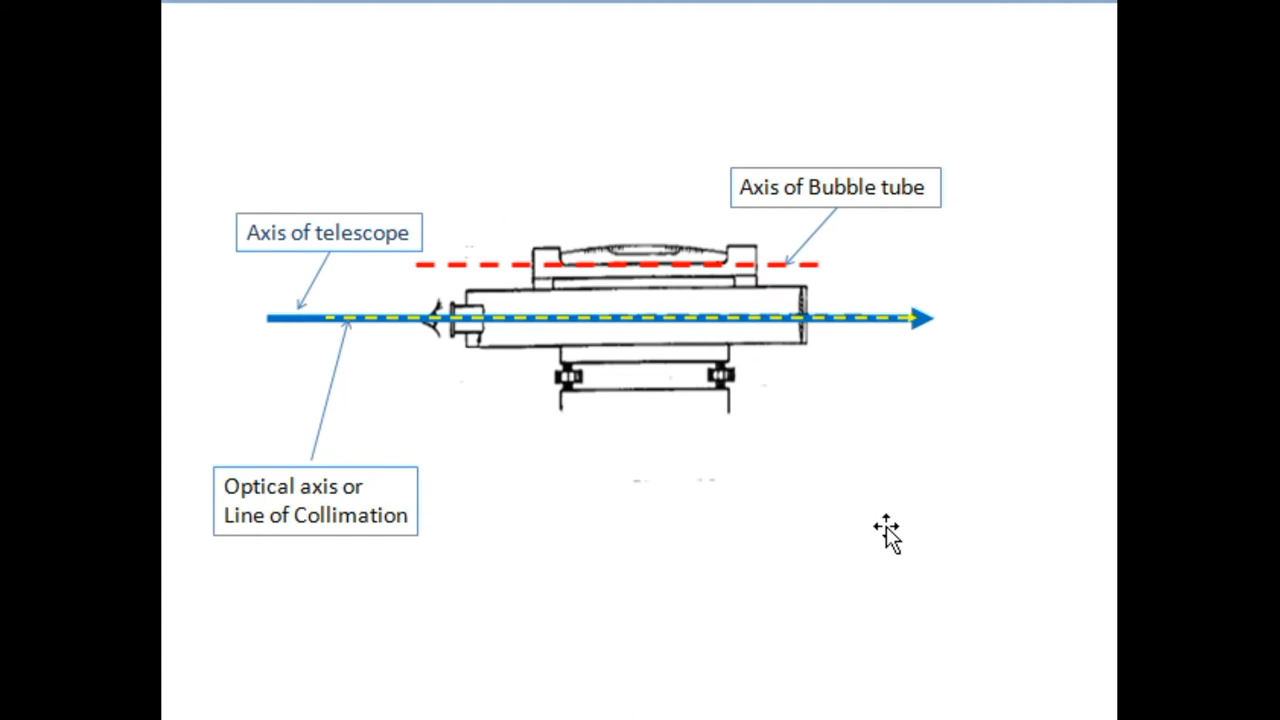 Axis of Bubble tube
Axis of telescope
Optical axis or
Line of Collimation